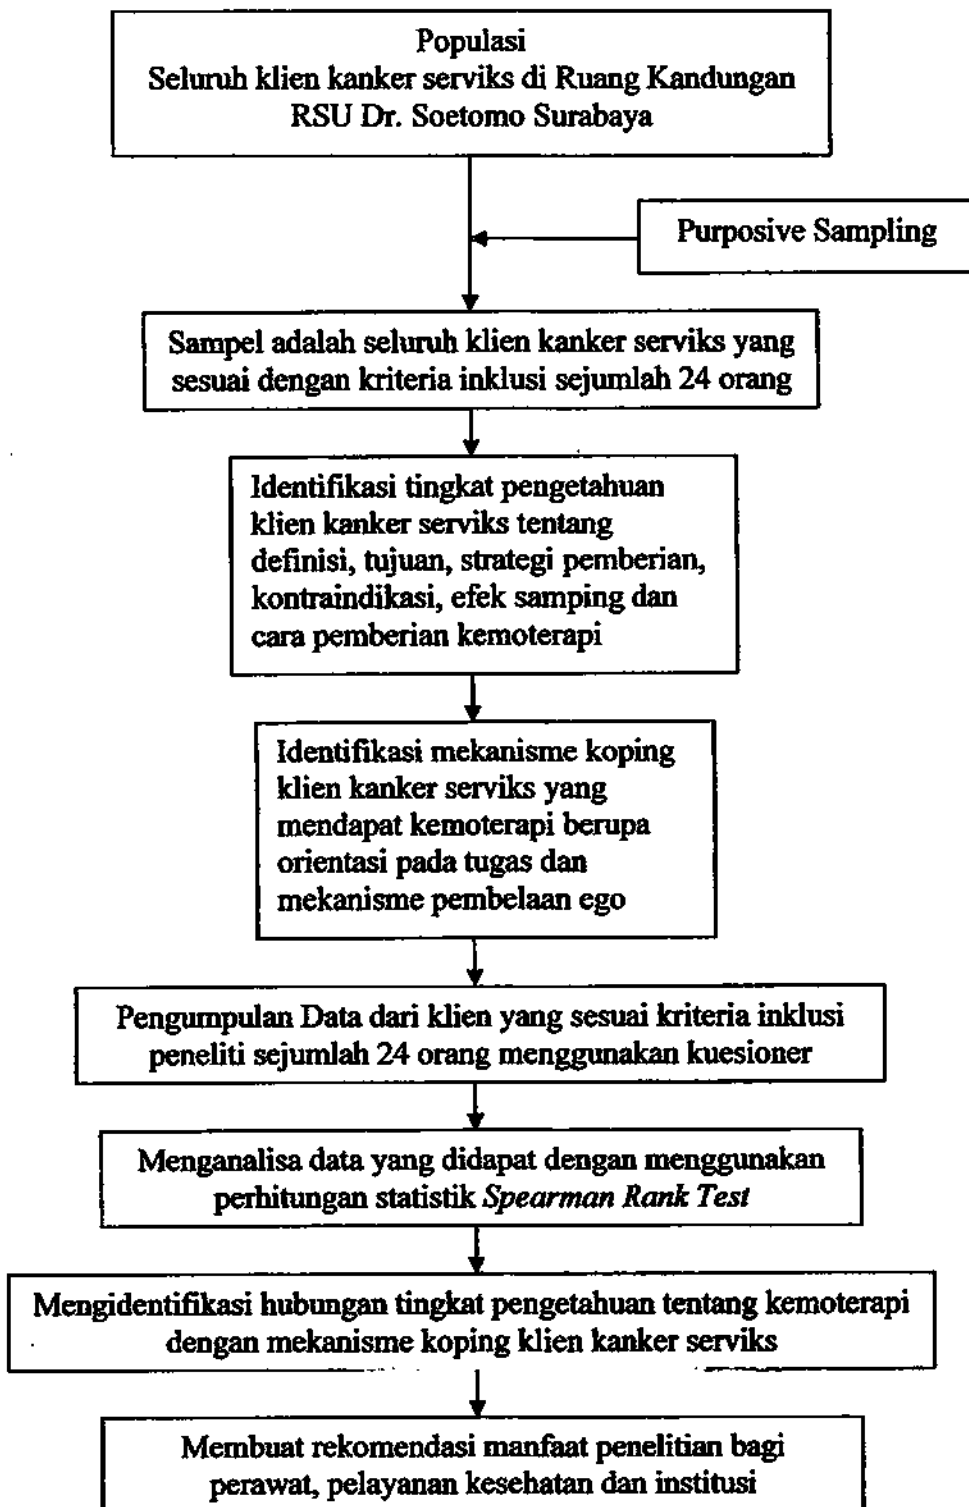 Populasi
Seluruh klien kanker serviks di Ruang Kandungan
RSU Dr. Soetomo Surabaya
Purposive Sampling
Sampel adalah seluruh klien kanker serviks yang
sesuai dengan kriteria inklusi sejumlah 24 orang
Identifikasi tingkat pengetahuan
klien kanker serviks tentang
definisi, tujuan, strategi pemberian,
kontraindikasi, efek samping dan
cara pemberian kemoterapi
Identifikasi mekanisme koping
klien kanker serviks yang
mendapat kemoterapi berupa
orientasi pada tugas dan
mekanisme pembelaan ego
Pengumpulan Data dari klien yang sesuai kriteria inklusi
peneliti sejumlah 24 orang menggunakan kuesioner
Menganalisa data yang didapat dengan menggunakan
perhitungan statistik Spearman Rank Test
Mengidentifikasi hubungan tingkat pengetahuan tentang kemoterapi
dengan mekanisme koping klien kanker serviks
Membuat rekomendasi manfaat penelitian bagi
perawat, pelayanan kesehatan dan institusi